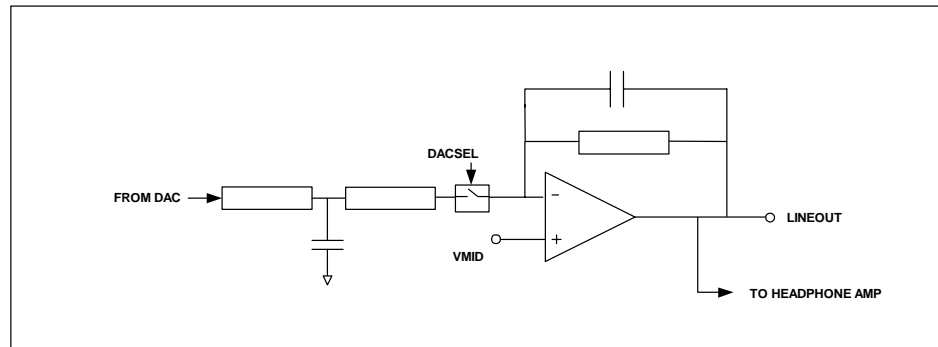 DACSEL
FROM DAC
−
LINEOUT
+
VMID
TO HEADPHONE AMP